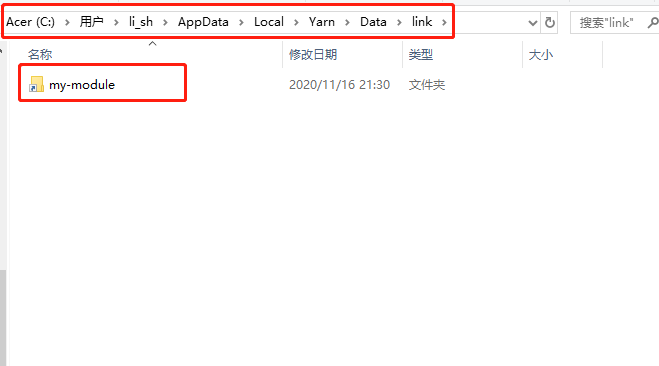 Acer (C:) > 用户 > li_sh > AppData > Local > Yarn > Data > link >
搜索"link"
名称 修改日期 类型 大小
my-module 2020/11/16 21:30 文件夹